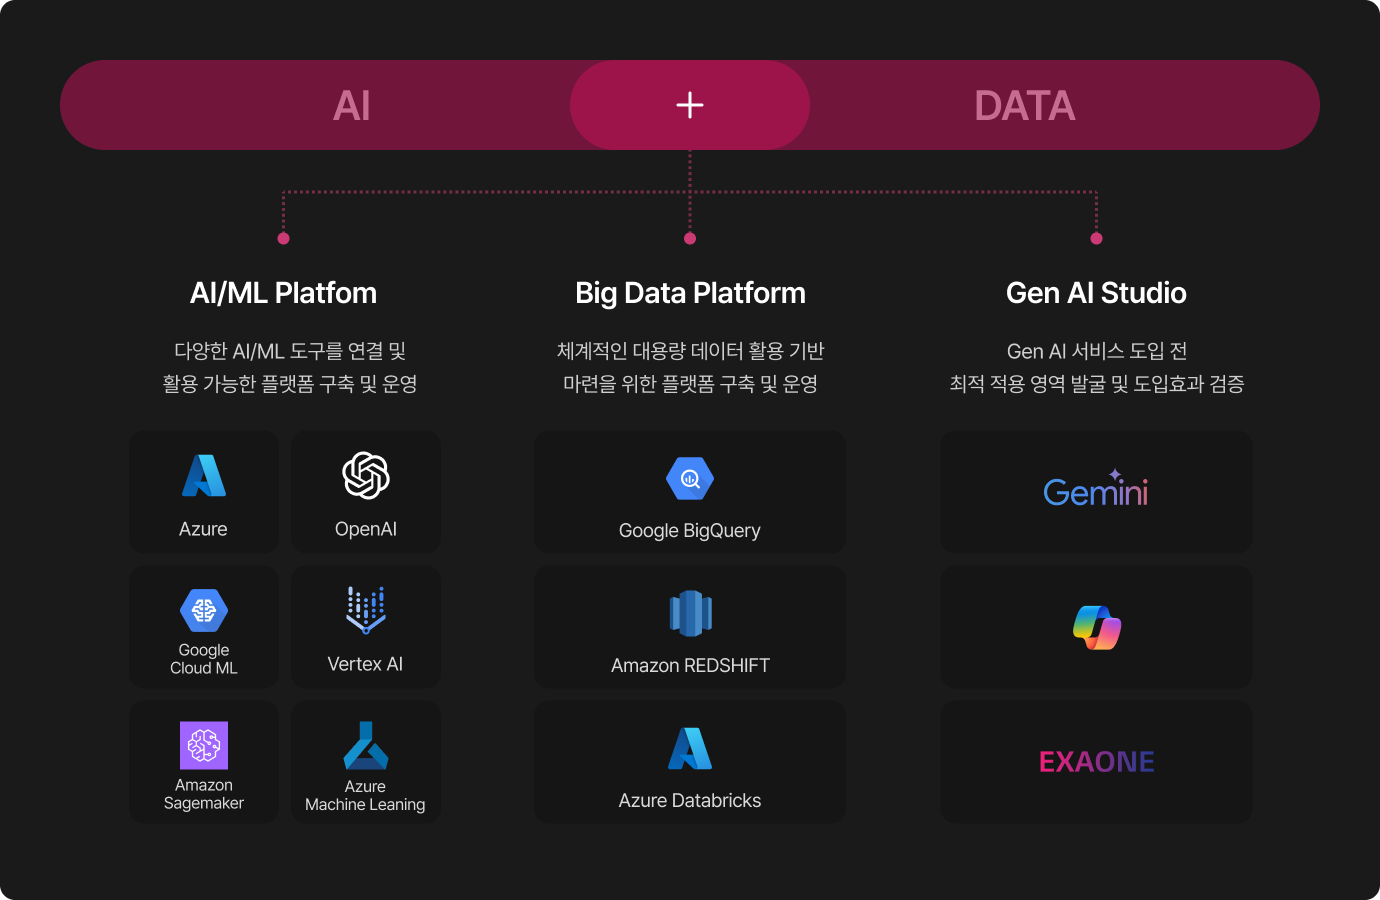 AI
+
DATA
AI/ML Platfom
다양한 AI/ML 도구를 연결 및
활용 가능한 플랫폼 구축 및 운영
Azure
OpenAI
Google
Cloud ML
Vertex AI
Amazon
Sagemaker
Azure
Machine Leaning
Big Data Platform
체계적인 대용량 데이터 활용 기반
마련을 위한 플랫폼 구축 및 운영
Google BigQuery
Amazon REDSHIFT
Azure Databricks
Gen AI Studio
Gen AI 서비스 도입 전
최적 적용 영역 발굴 및 도입효과 검증
Gemini
EXAONE